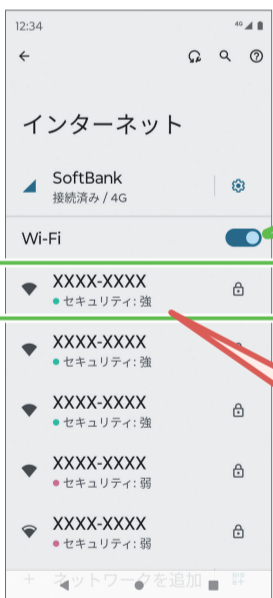 12:34
4G
インターネット
SoftBank
接続済み / 4G
Wi-Fi
XXXX-XXXX
セキュリティ: 強
XXXX-XXXX
セキュリティ: 強
XXXX-XXXX
セキュリティ: 強
XXXX-XXXX
セキュリティ: 弱
XXXX-XXXX
セキュリティ: 弱
ネットワークを追加